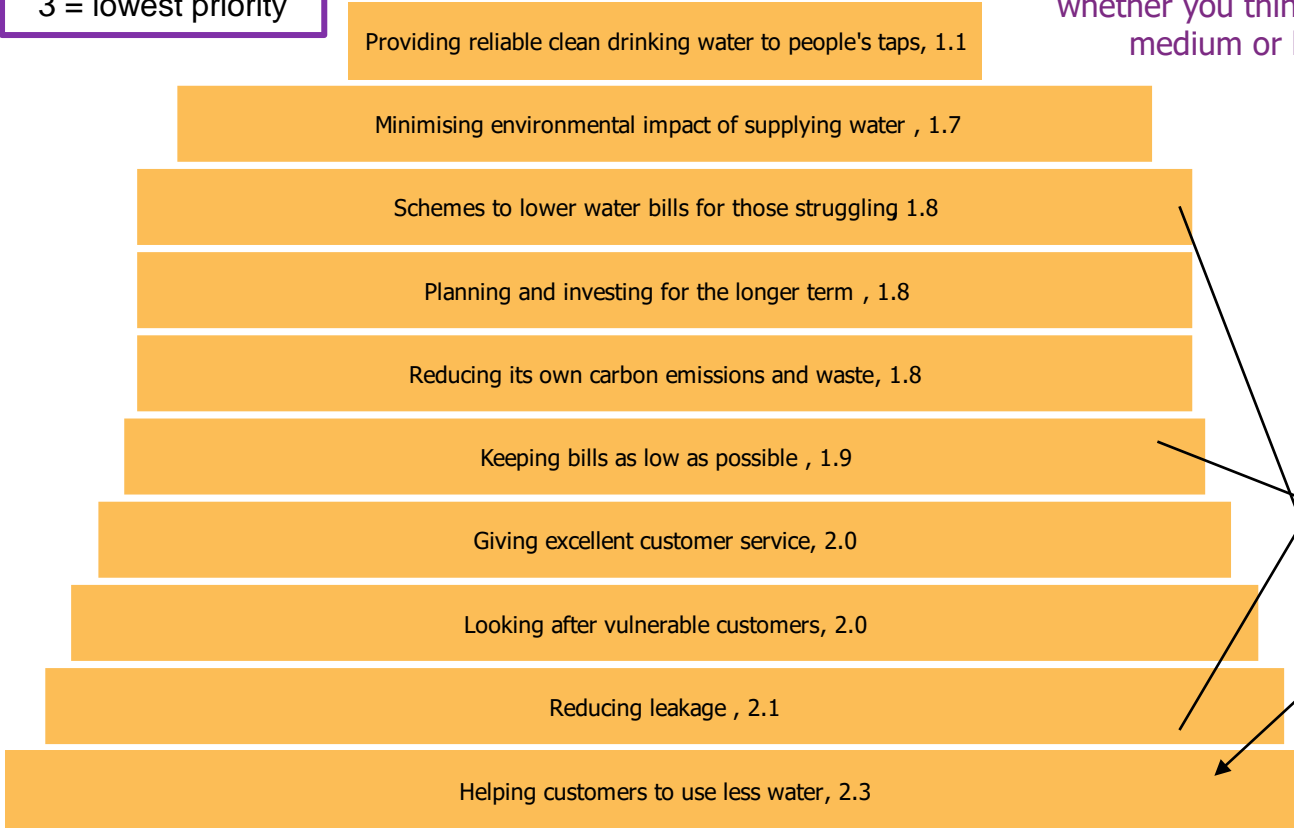 3 = lowest priority
whether you thin
medium or
Providing reliable clean drinking water to people's taps, 1.1
Minimising environmental impact of supplying water , 1.7
Schemes to lower water bills for those struggling 1.8
Planning and investing for the longer term , 1.8
Reducing its own carbon emissions and waste, 1.8
Keeping bills as low as possible , 1.9
Giving excellent customer service, 2.0
Looking after vulnerable customers, 2.0
Reducing leakage , 2.1
Helping customers to use less water, 2.3